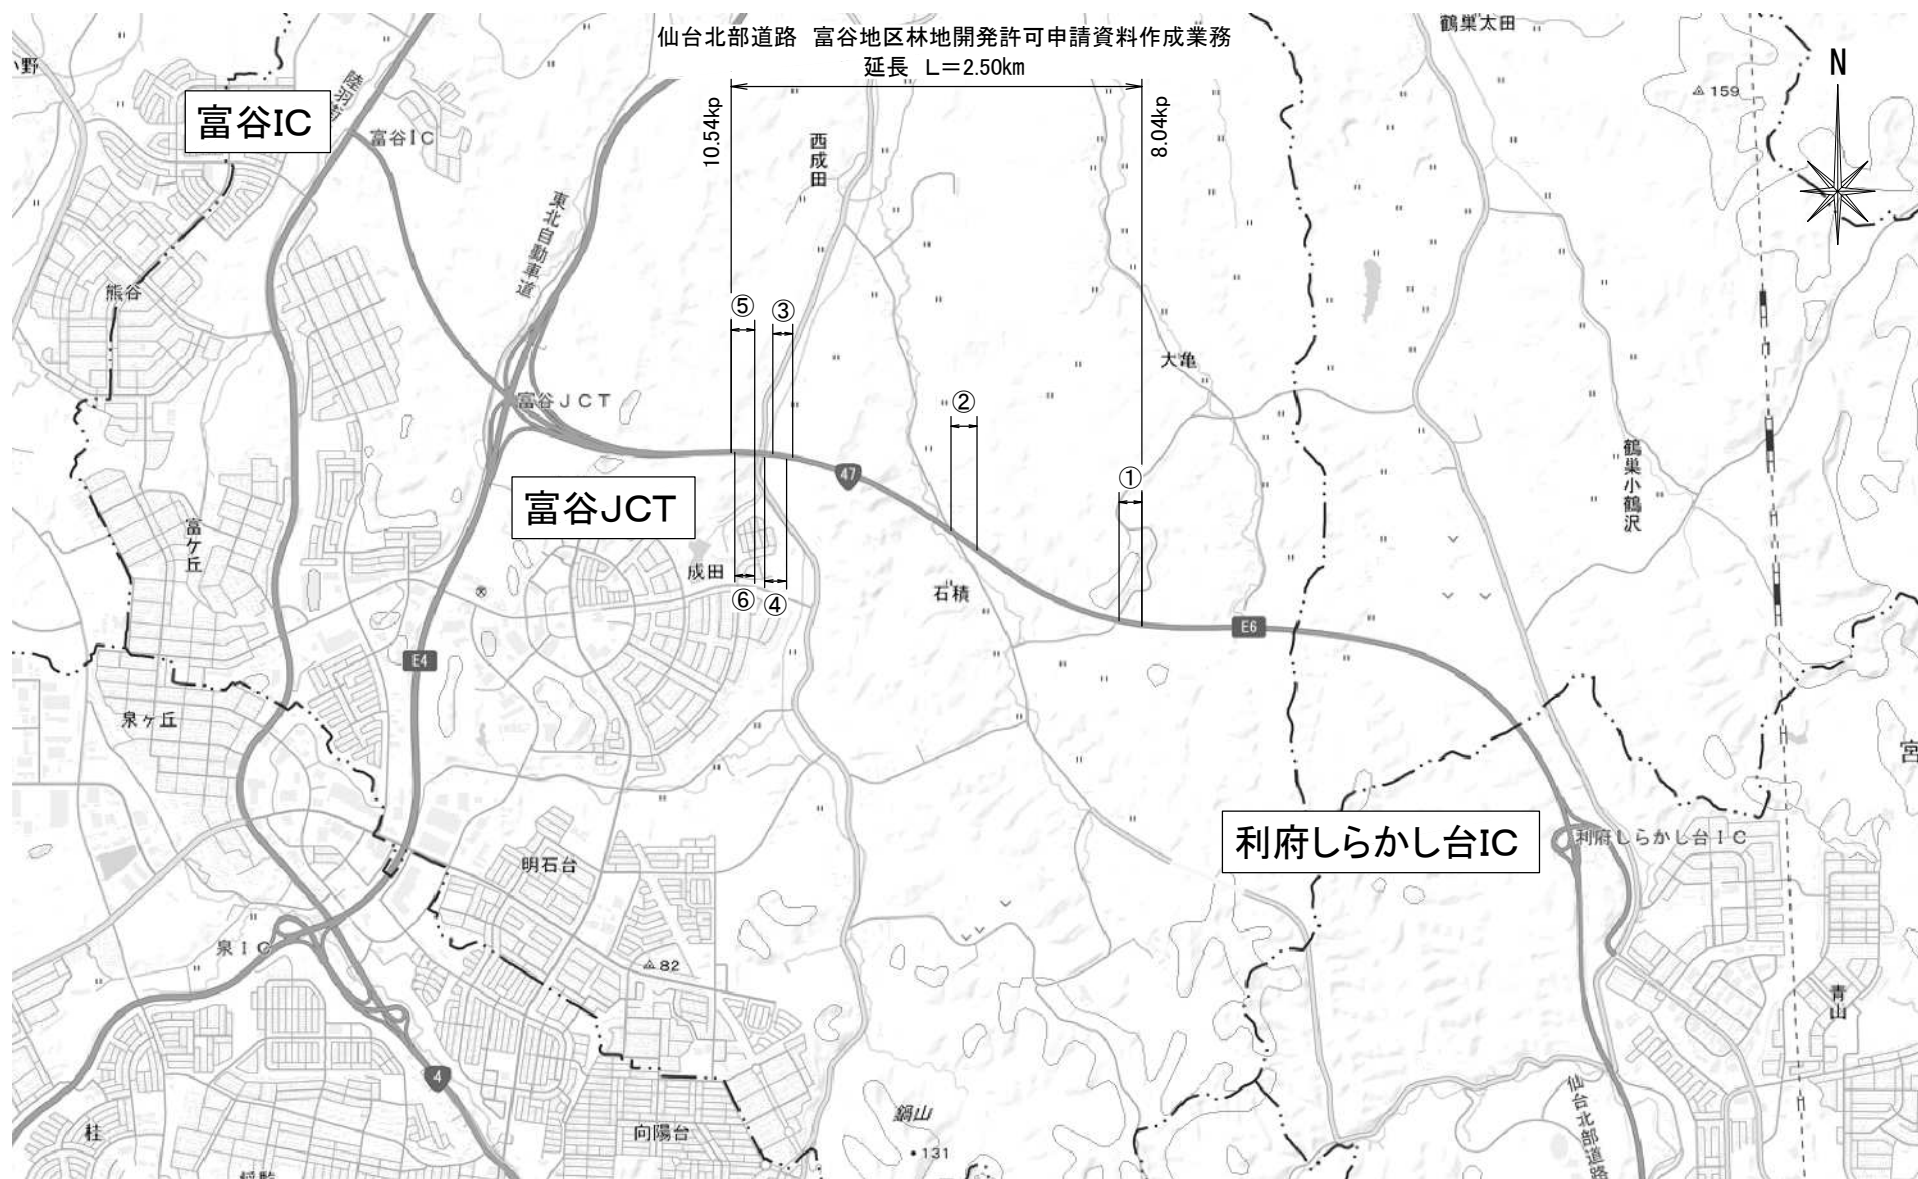 仙台北部道路 富谷地区林地開発許可申請資料作成業務
延長 L=2.50km
10.54kp
8.04kp
N
鶴巣太田
159
小野
富谷IC
富谷IC
西成田
東北自動車道
熊谷
⑤
③
大亀
富谷JCT
②
鶴巣小鶴沢
47
①
富谷JCT
富ケ丘
成田
⑥
④
石積
E6
E4
泉ヶ丘
宮
利府しらかし台IC
利府しらかし台IC
明石台
泉IC
82
青山
4
仙台北部道路
鍋山
131
向陽台
桂